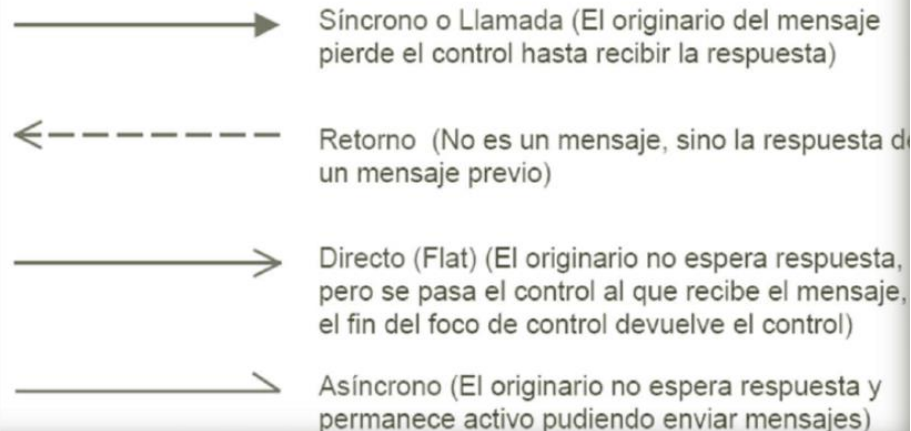 Síncrono o Llamada (El originario del mensaje
pierde el control hasta recibir la respuesta)
Retorno (No es un mensaje, sino la respuesta de
un mensaje previo)
Directo (Flat) (El originario no espera respuesta,
pero se pasa el control al que recibe el mensaje,
el fin del foco de control devuelve el control)
Asíncrono (El originario no espera respuesta y
permanece activo pudiendo enviar mensajes)